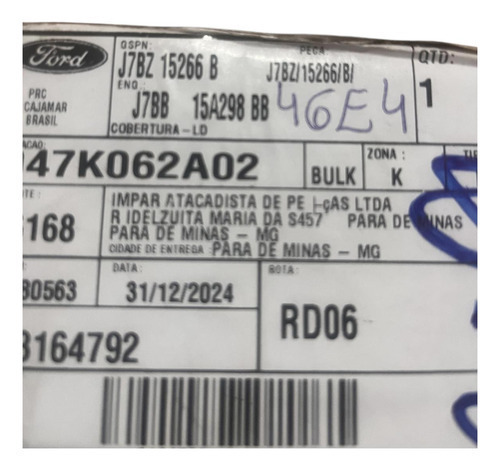 Ford
PRC
CAJAMAR
BRASIL
GSPN:
J7BZ 15266 B
PECA
J7BZ/15266/B/
QTD:
1
ENG:
J7BB 15A298 BB
46E4
COBERTURA – LD
47K062A02
BULK
ZONA :
K
168
IMPAR ATACADISTA DE PE ÇAS LTDA
R IDELZUITA MARIA DA S457 PARA DE MINAS
PARA DE MINAS – MG
CIDADE DE ENTREGA PARA DE MINAS – MG
80563
DATA:
31/12/2024
ROTA:
RD06
3164792